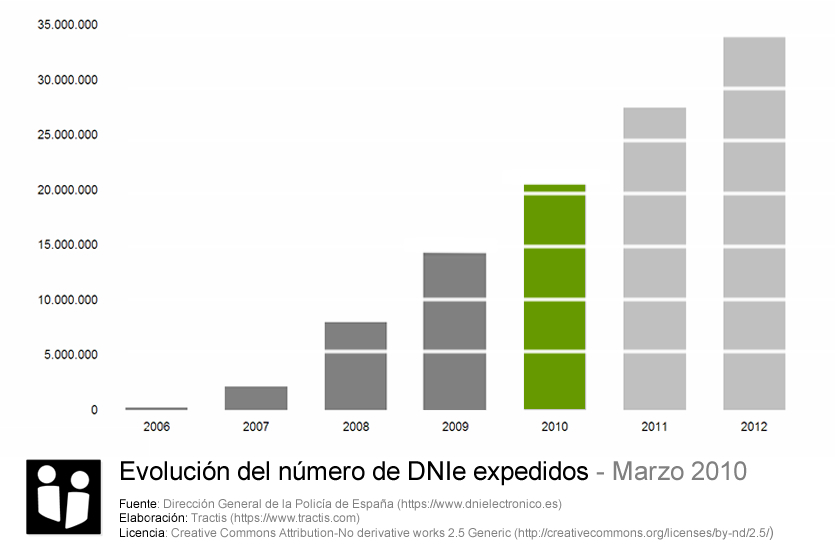 35.000.000
30.000.000
25.000.000
20.000.000
15.000.000
10.000.000
5.000.000
0
2006 2007 2008 2009 2010 2011 2012
Evolución del número de DNIe expedidos - Marzo 2010
Fuente: Dirección General de la Policía de España (https://www.dnielectronico.es)
Elaboración: Tractis (https://www.tractis.com)
Licencia: Creative Commons Attribution-No derivative works 2.5 Generic (http://creativecommons.org/licenses/by-nd/2.5/)